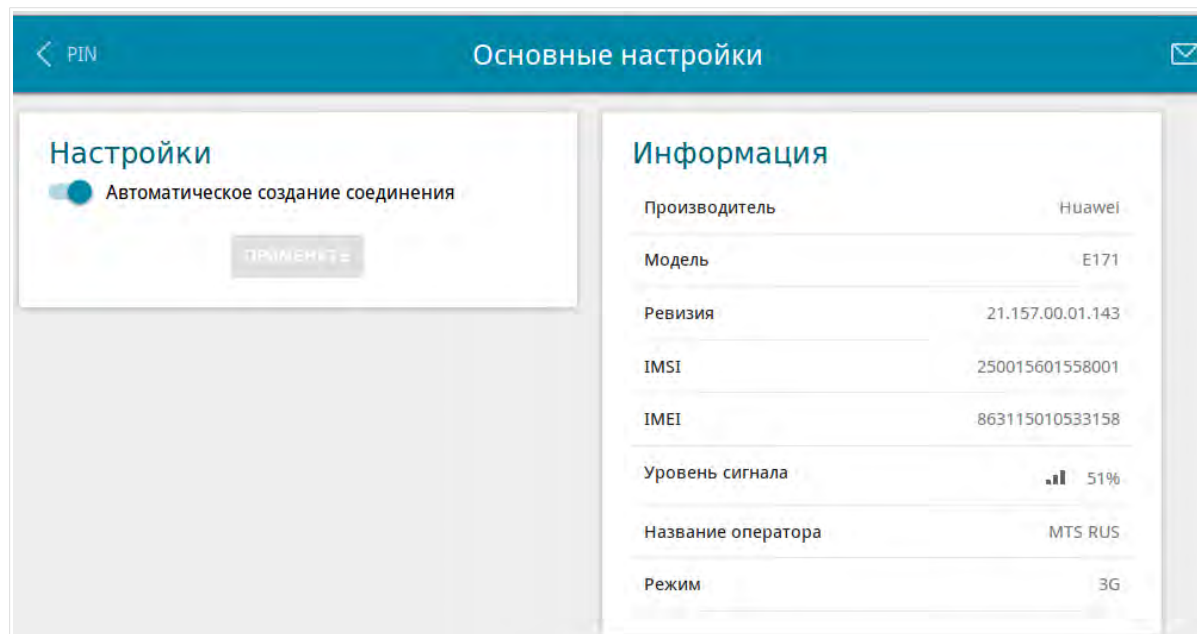 PIN
Основные настройки
Настройки
Автоматическое создание соединения
ПРИМЕНИТЬ
Информация
Производитель Huawei
Модель E171
Ревизия 21.157.00.01.143
IMSI 250015601558001
IMEI 863115010533158
Уровень сигнала 51%
Название оператора MTS RUS
Режим 3G